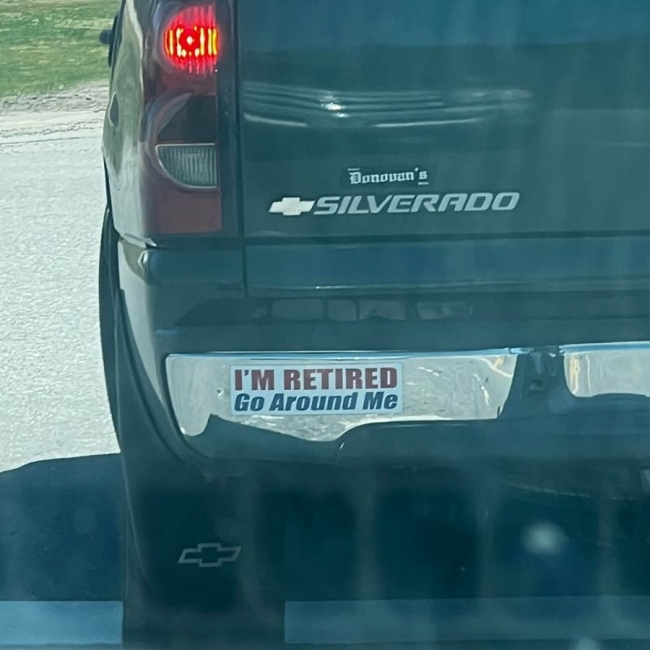 Donovan's
SILVERADO
I'M RETIRED
Go Around Me